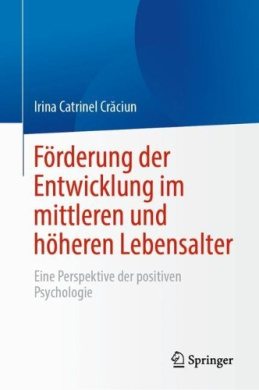 Irina Catrinel Crăciun
Förderung der
Entwicklung im
mittleren und
höheren Lebensalter
Eine Perspektive der positiven
Psychologie
Springer